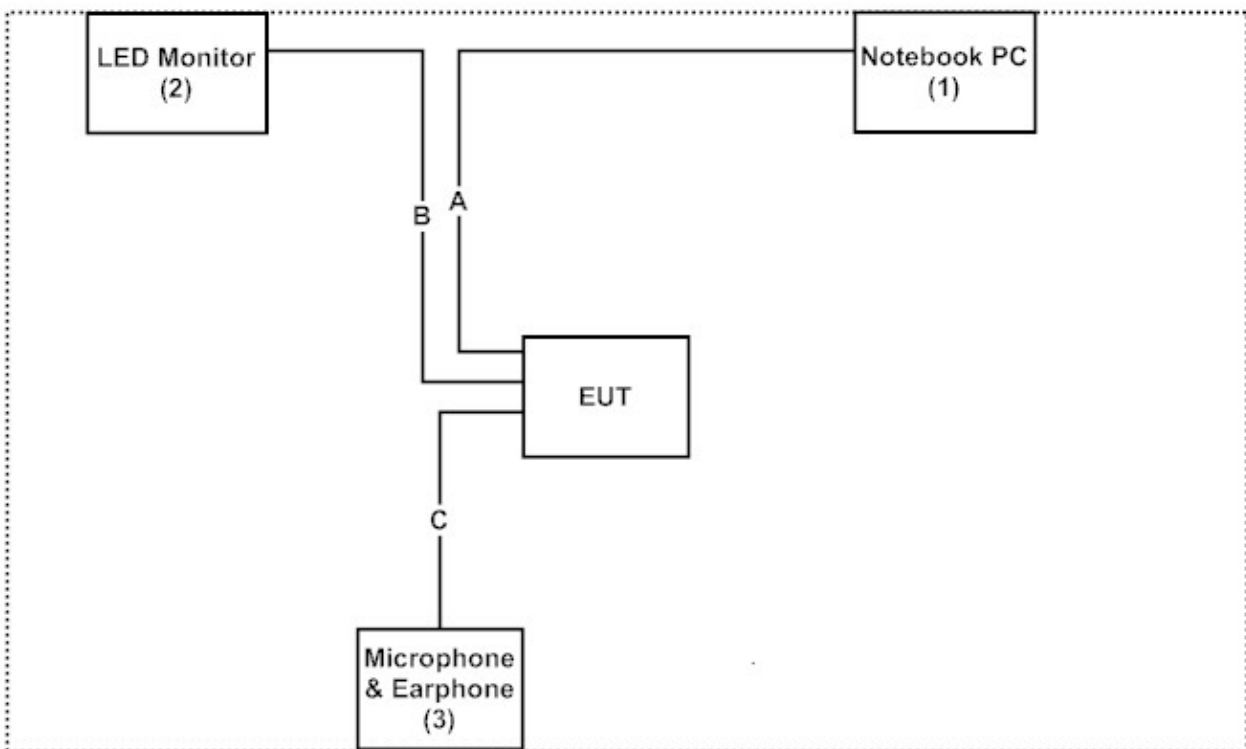 LED Monitor
(2)
Notebook PC
(1)
B
A
EUT
C
Microphone
& Earphone
(3)